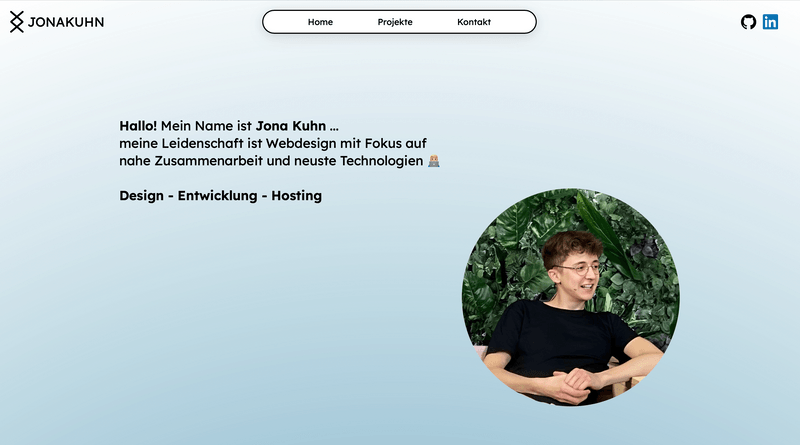 JONAKUHN
Home Projekte Kontakt
in
Hallo! Mein Name ist Jona Kuhn ...
meine Leidenschaft ist Webdesign mit Fokus auf
nahe Zusammenarbeit und neuste Technologien 👨🏼‍💻
Design - Entwicklung - Hosting